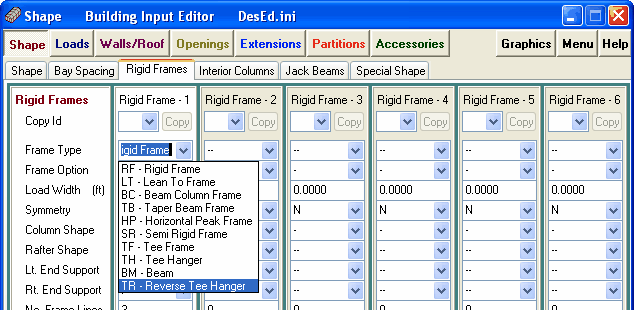 Shape Building Input Editor DesEd.ini
Shape Loads Walls/Roof Openings Extensions Partitions Accessories Graphics Menu Help
Shape Bay Spacing Rigid Frames Interior Columns Jack Beams Special Shape
Rigid Frames Rigid Frame - 1 Rigid Frame - 2 Rigid Frame - 3 Rigid Frame - 4 Rigid Frame - 5 Rigid Frame - 6
Copy Id Copy Copy Copy Copy Copy Copy
Frame Type igid Frame -- -- -- -- --
RF - Rigid Frame
Frame Option -- -- -- --
LT - Lean To Frame
Load Width (ft) 0.0000 0.0000 0.0000 0.0000
BC - Beam Column Frame
TB - Taper Beam Frame
Symmetry N N N N
HP - Horizontal Peak Frame
Column Shape -- -- -- --
SR - Semi Rigid Frame
Rafter Shape -- -- -- --
TF - Tee Frame
TH - Tee Hanger
Lt. End Support -- -- -- --
BM - Beam
Rt. End Support -- -- -- --
TR - Reverse Tee Hanger
No. Frame Lines